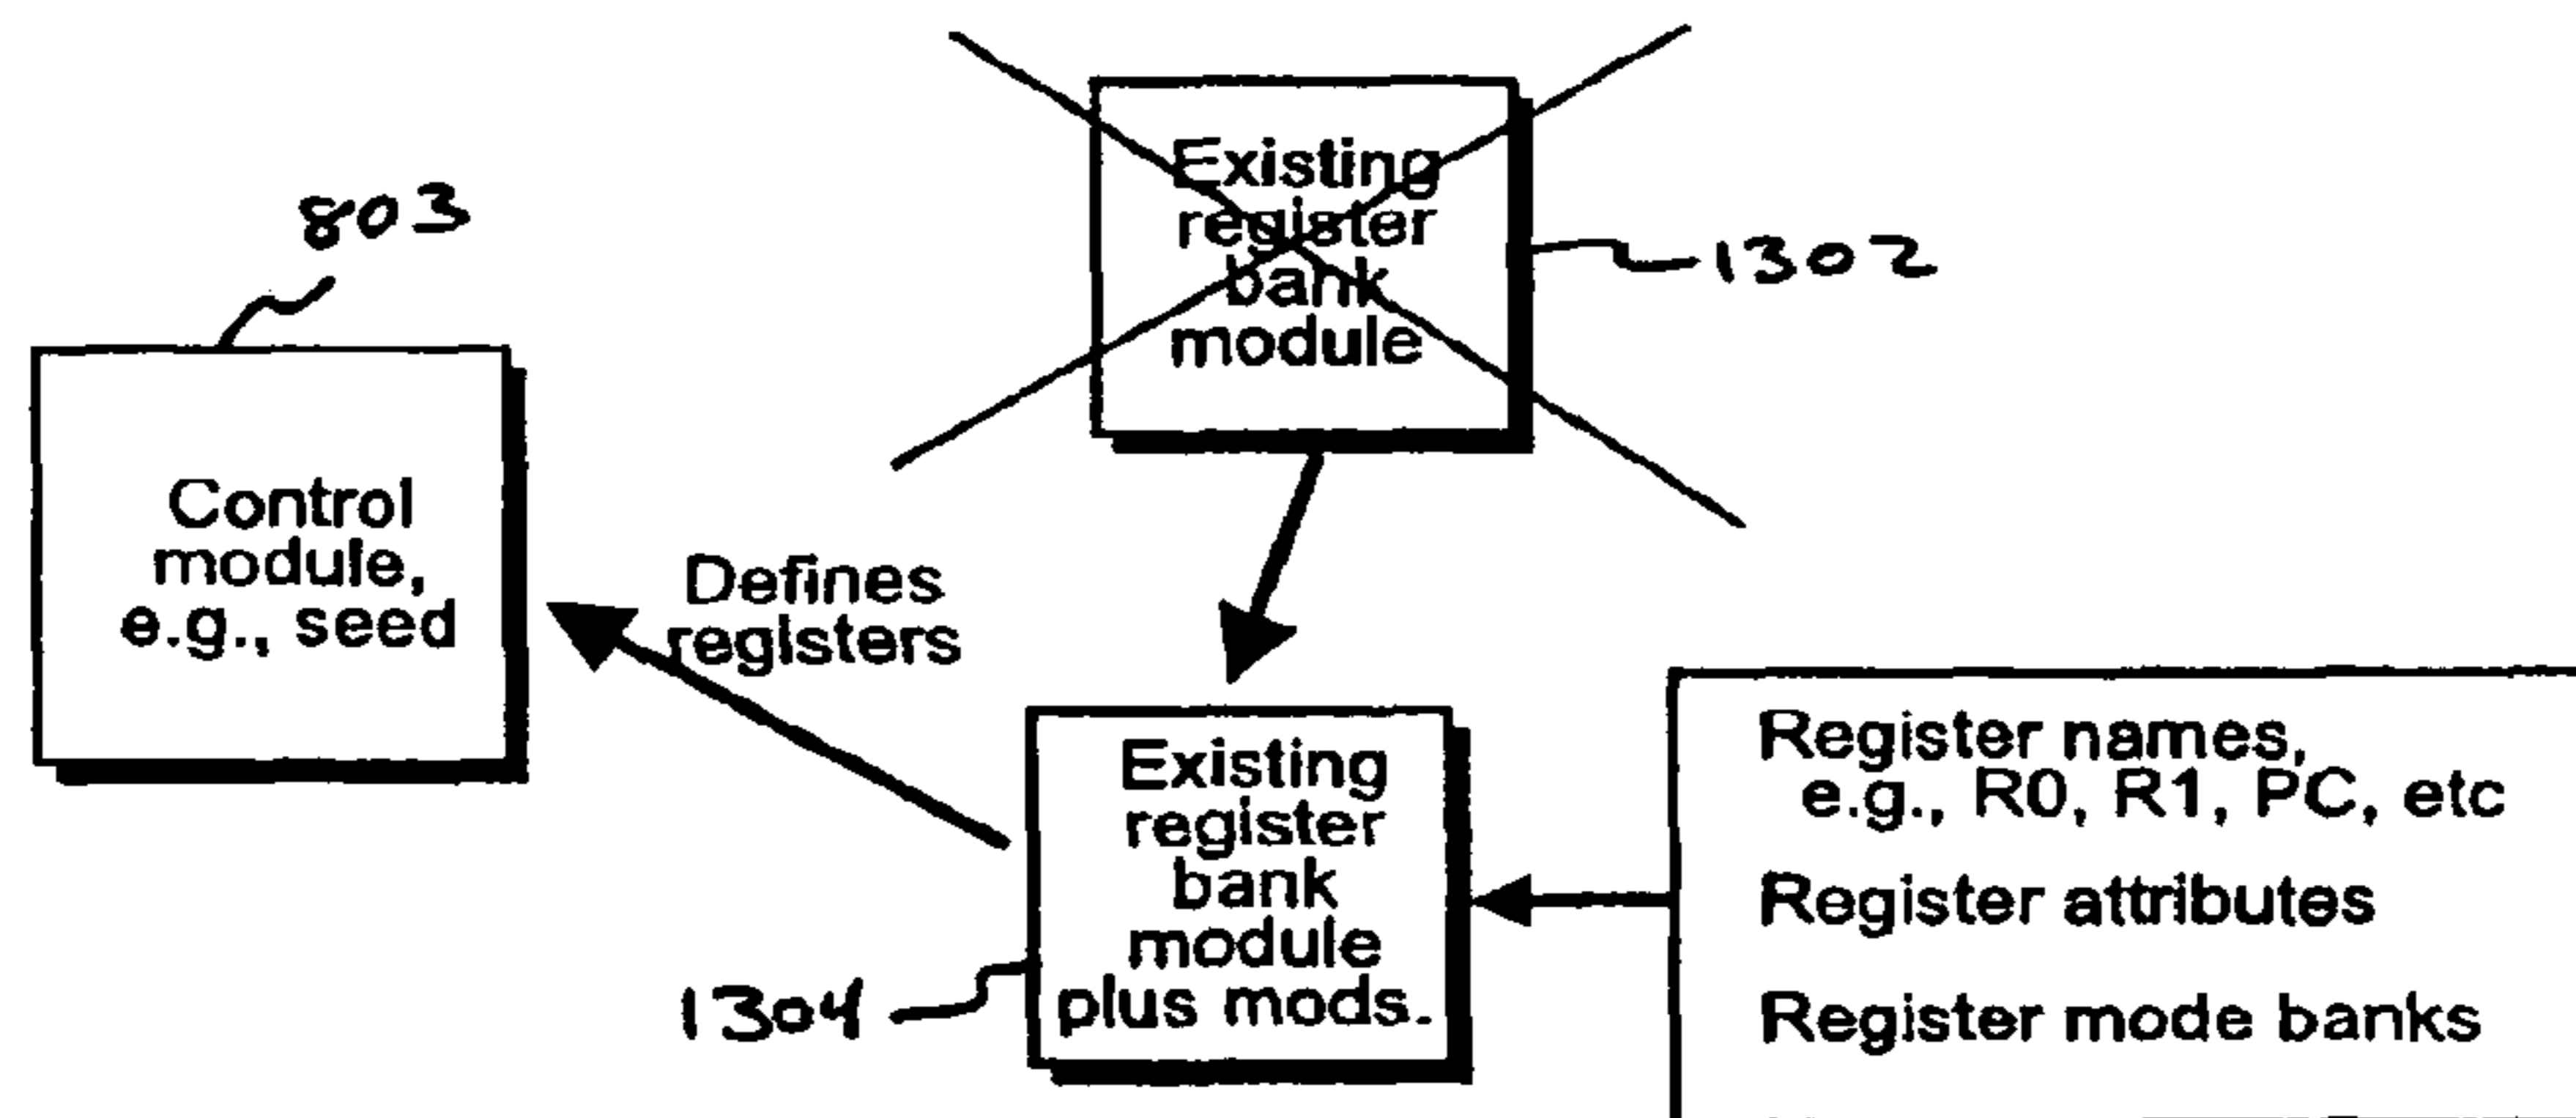 803
Existing
register
bank
module
1302
Control
module,
e.g., seed
Defines
registers
Existing
register
bank
module
plus mods.
1304
Register names,
e.g., R0, R1, PC, etc
Register attributes
Register mode banks